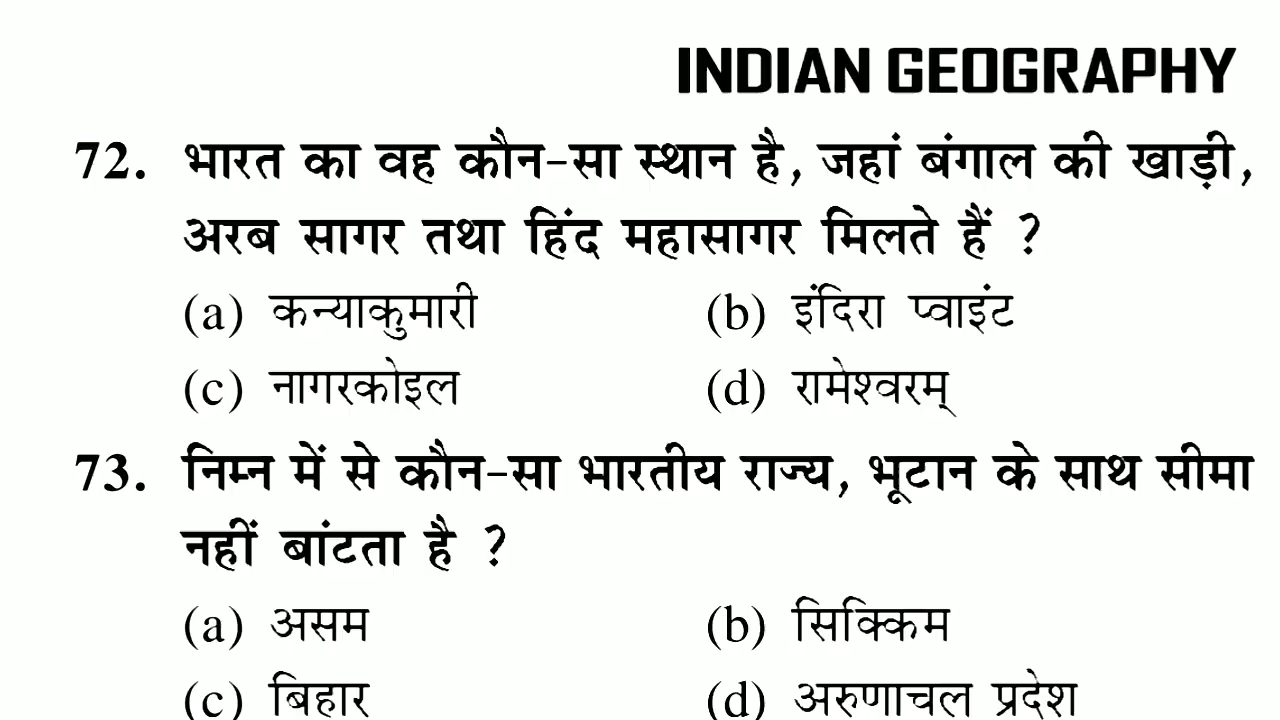 INDIAN GEOGRAPHY
72. भारत का वह कौन-सा स्थान है, जहां बंगाल की खाड़ी,
अरब सागर तथा हिंद महासागर मिलते हैं ?
(a) कन्याकुमारी (b) इंदिरा प्वाइंट
(c) नागरकोइल (d) रामेश्वरम्
73. निम्न में से कौन-सा भारतीय राज्य, भूटान के साथ सीमा
नहीं बांटता है ?
(a) असम (b) सिक्किम
(c) बिहार (d) अरुणाचल प्रदेश